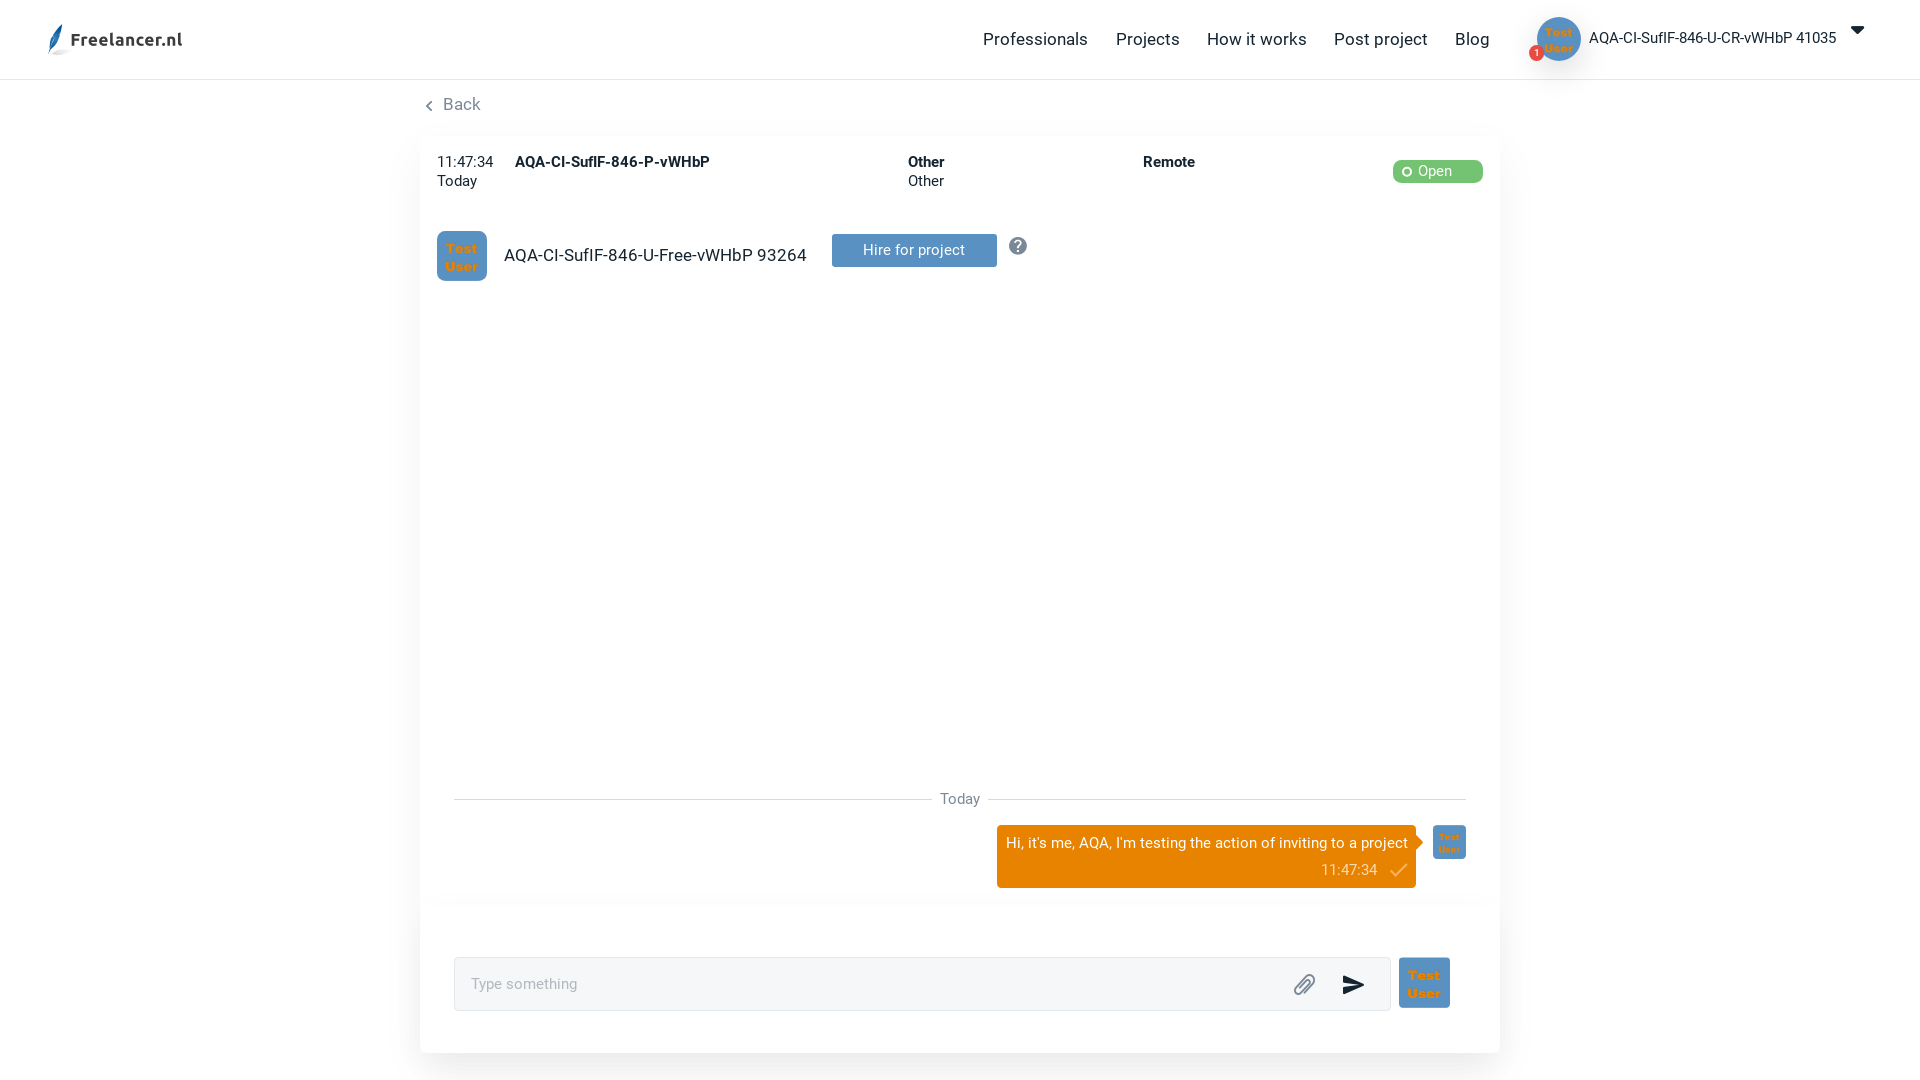 Freelancer.nl
Professionals
Projects
How it works
Post project
Blog
Test
User
1
AQA-CI-SufIF-846-U-CR-vWHbP 41035
Back
11:47:34
Today
AQA-CI-SufIF-846-P-vWHbP
Other
Other
Remote
Open
Test
User
AQA-CI-SufIF-846-U-Free-vWHbP 93264
Hire for project
?
Today
Hi, it's me, AQA, I'm testing the action of inviting to a project
11:47:34
Test
User
Type something
Test
User